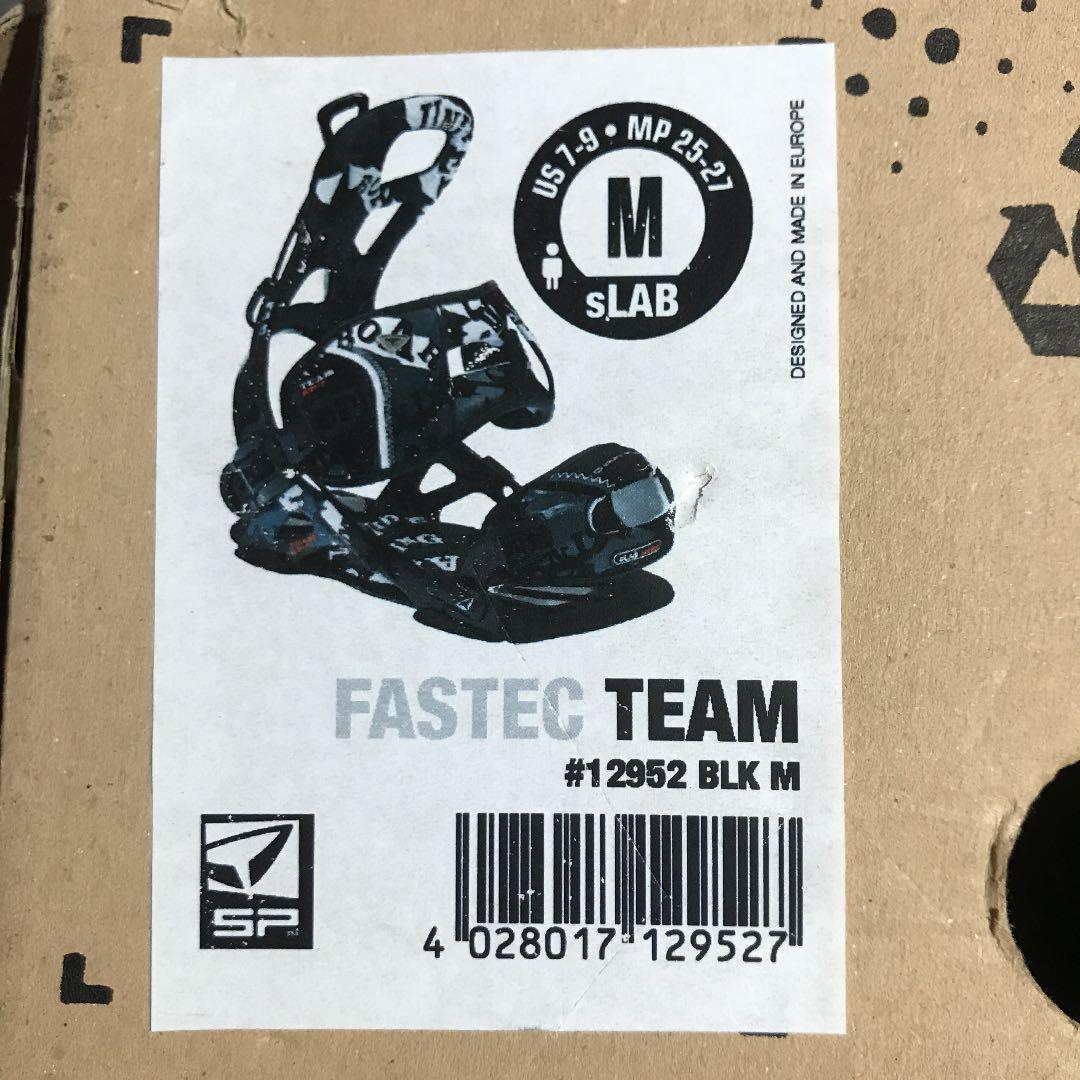 US 7-9 • MP 25-27
M
sLAB
DESIGNED AND MADE IN EUROPE
FASTEC TEAM
#12952 BLK M
SP
4 028017 129527